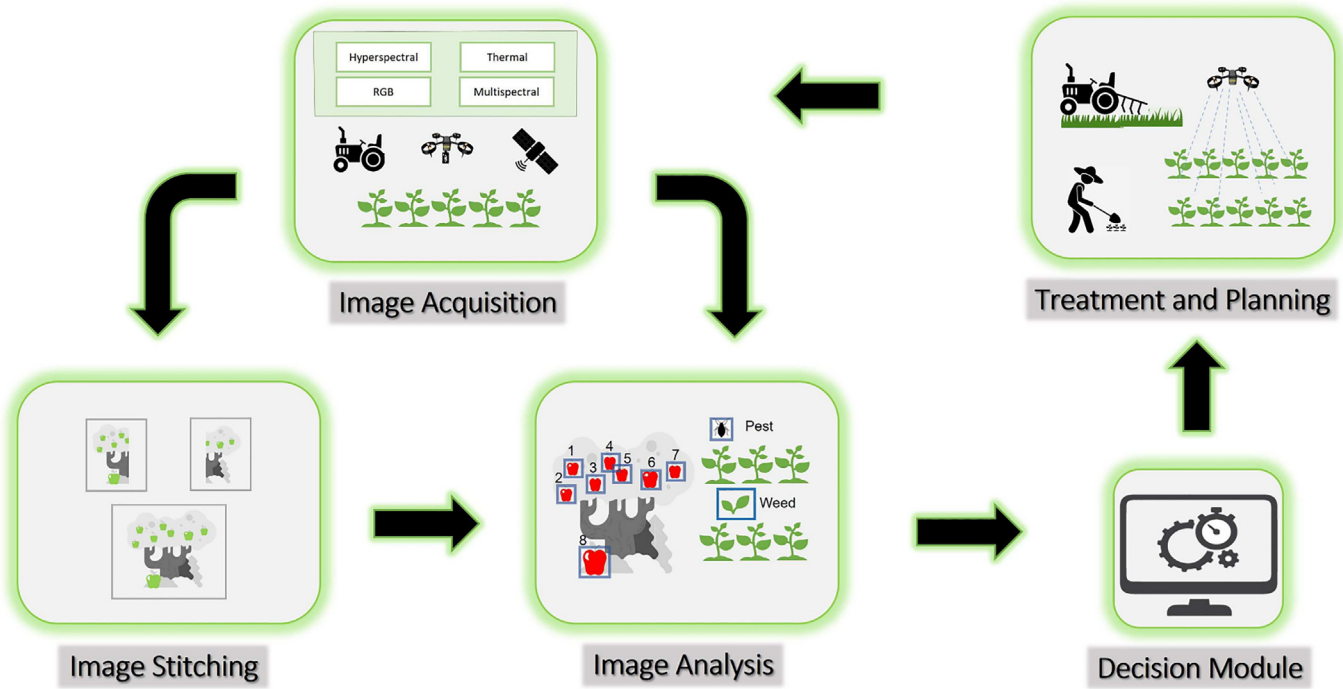 Hyperspectral
Thermal
RGB
Multispectral
Image Acquisition
Treatment and Planning
1
2
3
4
5
6
7
8
Pest
Weed
Image Stitching
Image Analysis
Decision Module